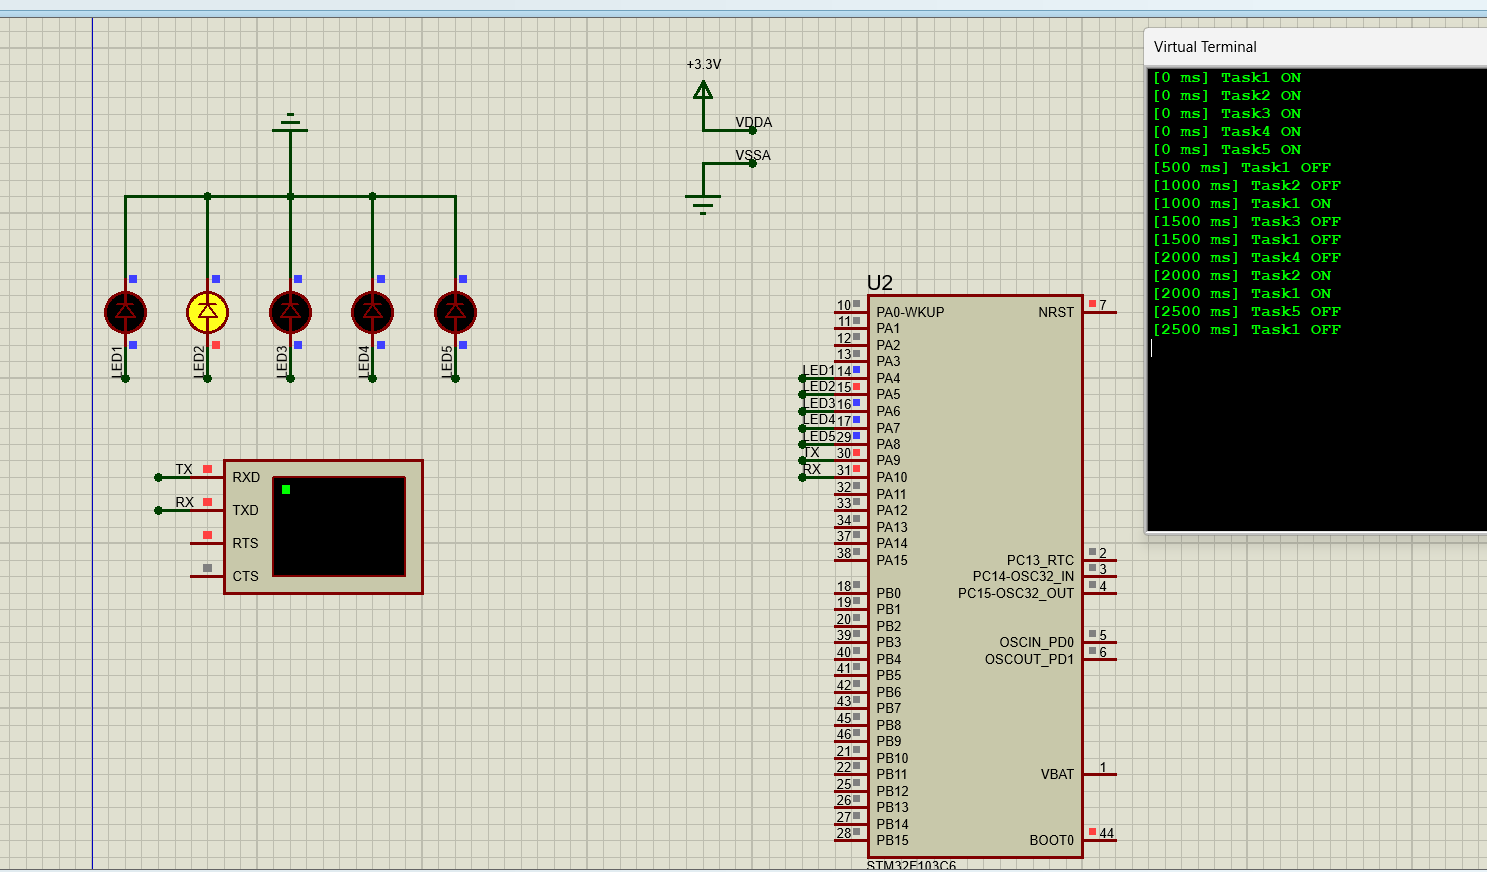 Virtual Terminal
[0 ms] Task1 ON
[0 ms] Task2 ON
[0 ms] Task3 ON
[0 ms] Task4 ON
[0 ms] Task5 ON
[500 ms] Task1 OFF
[1000 ms] Task2 OFF
[1000 ms] Task1 ON
[1500 ms] Task3 OFF
[1500 ms] Task1 OFF
[2000 ms] Task4 OFF
[2000 ms] Task2 ON
[2000 ms] Task1 ON
[2500 ms] Task5 OFF
[2500 ms] Task1 OFF
+3.3V
VDDA
VSSA
LED1
LED2
LED3
LED4
LED5
TX RXD
RX TXD
RTS
CTS
U2
10 PA0-WKUP NRST 7
11 PA1
12 PA2
13 PA3
LED1 14 PA4
LED2 15 PA5
LED3 16 PA6
LED4 17 PA7
LED5 29 PA8
TX 30 PA9
RX 31 PA10
32 PA11
33 PA12
34 PA13
37 PA14
38 PA15 PC13_RTC 2
PC14-OSC32_IN 3
18 PB0 PC15-OSC32_OUT 4
19 PB1
20 PB2
39 PB3 OSCIN_PD0 5
40 PB4 OSCOUT_PD1 6
41 PB5
42 PB6
43 PB7
45 PB8
46 PB9
21 PB10
22 PB11 VBAT 1
25 PB12
26 PB13
27 PB14
28 PB15 BOOT0 44
STM32F103C6